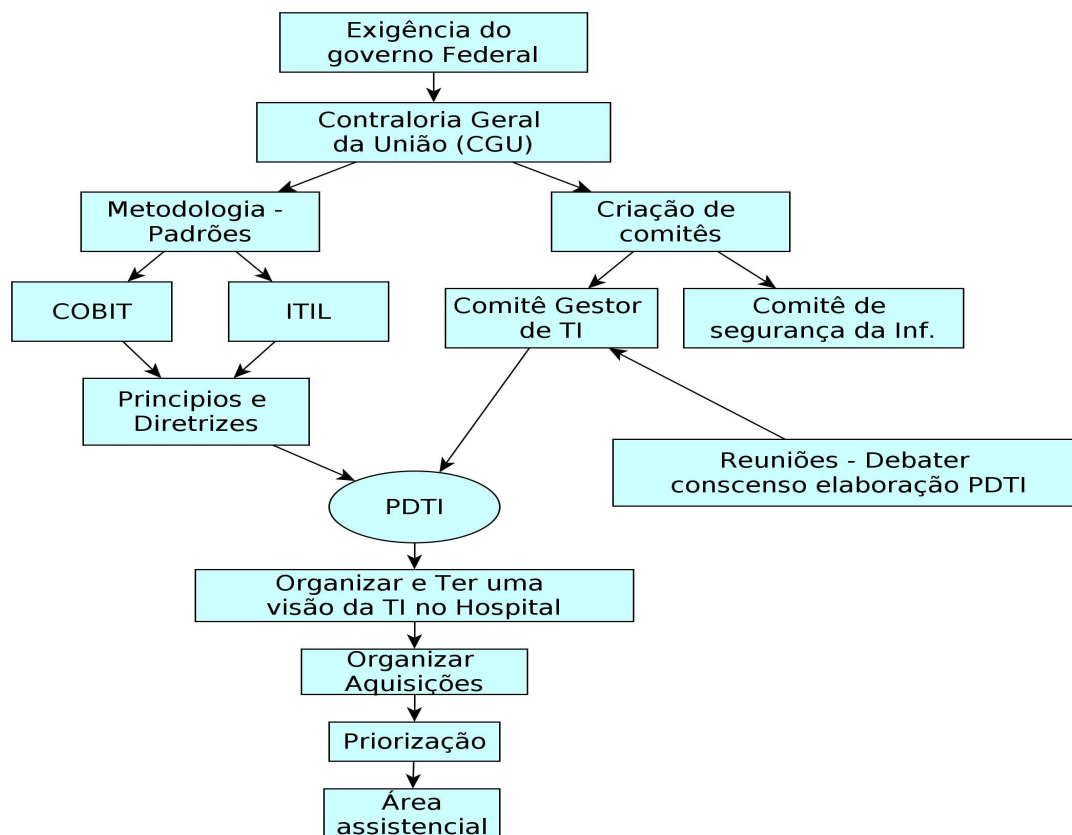 Exigência do
governo Federal
Contraloria Geral
da União (CGU)
Metodologia -
Padrões
Criação de
comitês
COBIT
ITIL
Comitê Gestor
de TI
Comitê de
segurança da Inf.
Principios e
Diretrizes
Reuniões - Debater
conscenso elaboração PDTI
PDTI
Organizar e Ter uma
visão da TI no Hospital
Organizar
Aquisições
Priorização
Área
assistencial